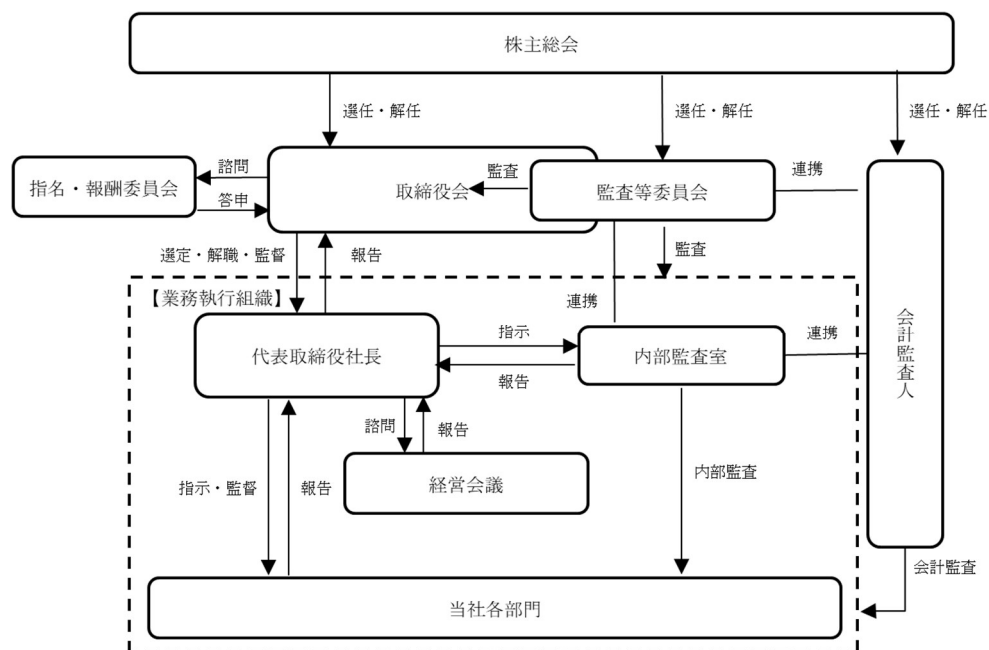 株主総会
選任・解任
選任・解任
選任・解任
指名・報酬委員会
諮問
答申
取締役会
監査
監査等委員会
連携
選定・解職・監督
報告
監査
【業務執行組織】
連携
代表取締役社長
指示
報告
内部監査室
連携
会計監査人
諮問
報告
経営会議
指示・監督
報告
内部監査
会計監査
当社各部門